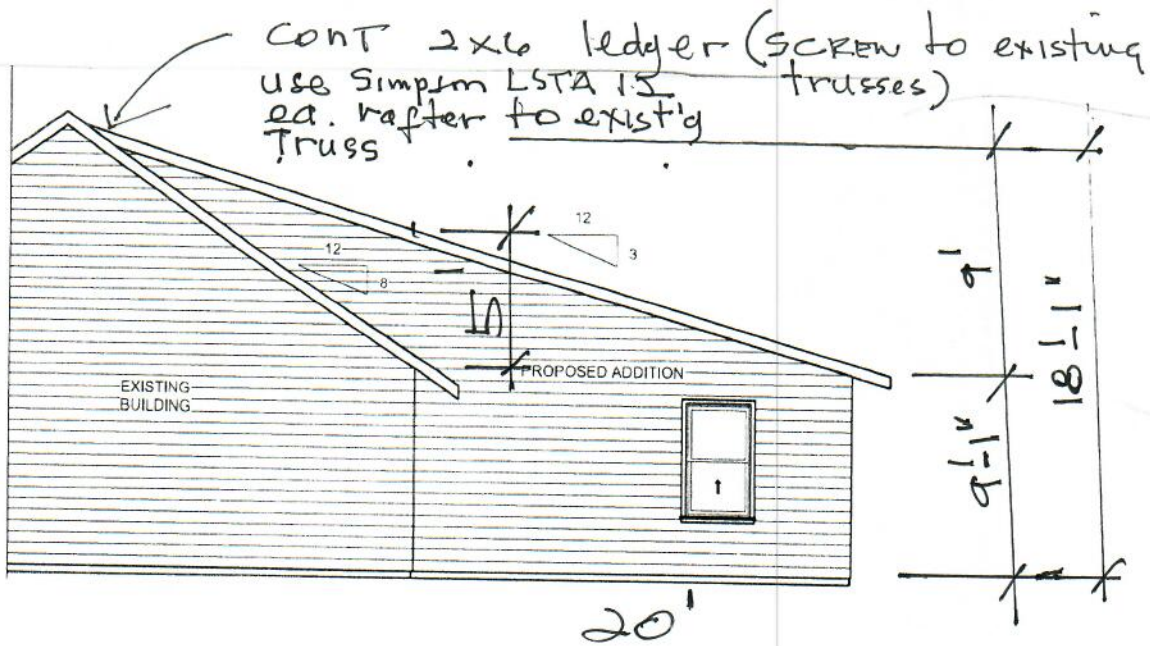 CONT 2x6 ledger (SCREW to existing
use Simpson LSTA 12 trusses)
ea. rafter to exist'g
Truss
12
3
12
8
5'
9'
18'-1"
PROPOSED ADDITION
EXISTING
BUILDING
9'-1"
20'